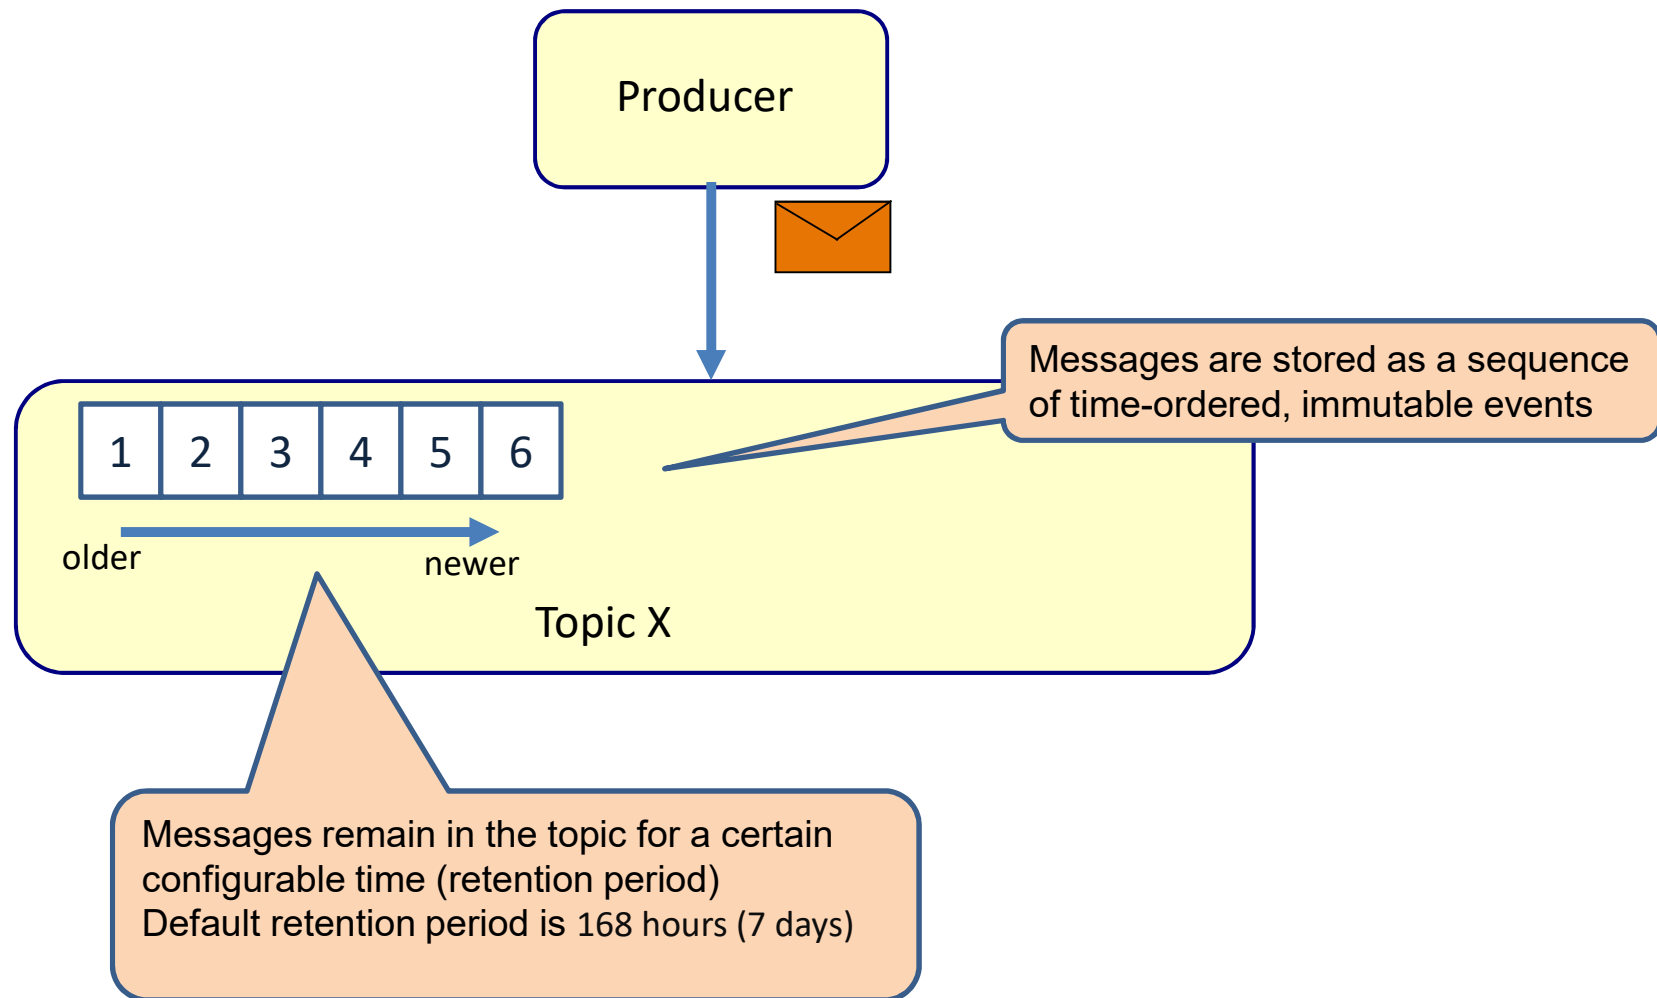 Producer
Messages are stored as a sequence
of time-ordered, immutable events
1 2 3 4 5 6
older newer
Topic X
Messages remain in the topic for a certain
configurable time (retention period)
Default retention period is 168 hours (7 days)